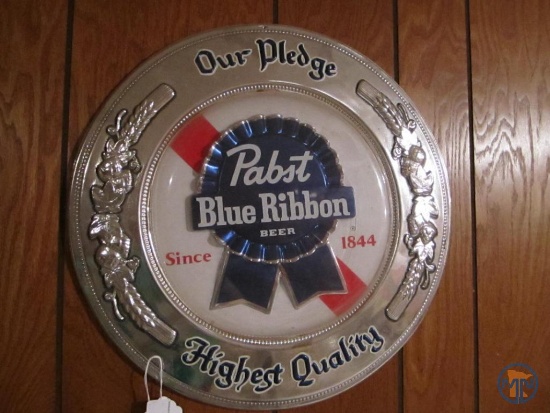 Our Pledge
Pabst
Blue Ribbon
BEER
Since 1844
Highest Quality